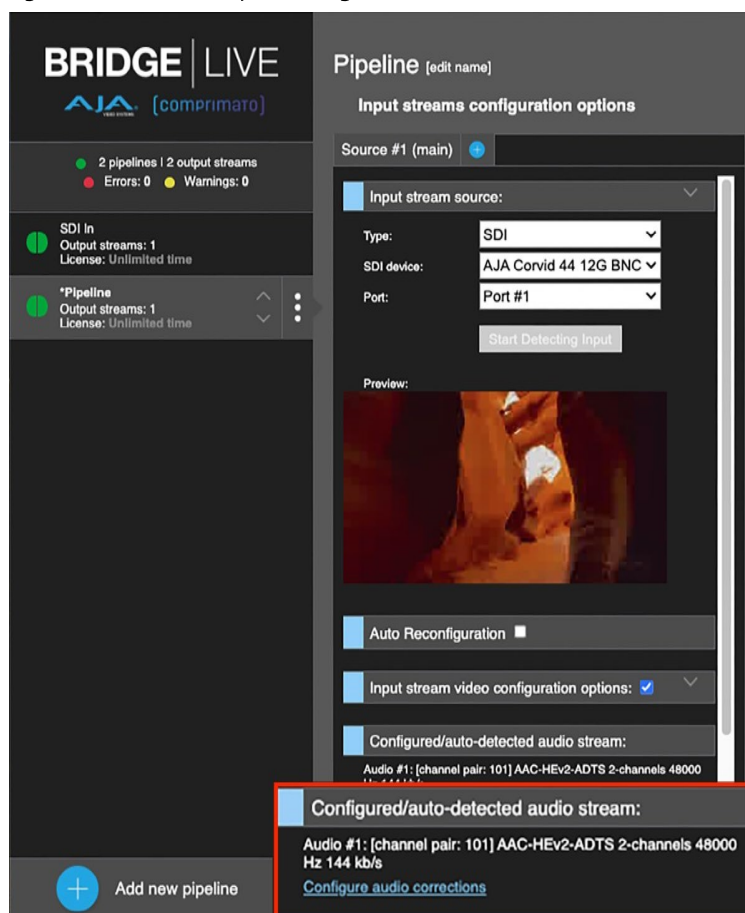 BRIDGE | LIVE
AJA VIDEO SYSTEMS [comprimato]
2 pipelines | 2 output streams
Errors: 0 Warnings: 0
SDI In
Output streams: 1
License: Unlimited time
*Pipeline
Output streams: 1
License: Unlimited time
Add new pipeline
Pipeline [edit name]
Input streams configuration options
Source #1 (main)
Input stream source:
Type: SDI
SDI device: AJA Corvid 44 12G BNC
Port: Port #1
Start Detecting Input
Preview:
Auto Reconfiguration
Input stream video configuration options:
Configured/auto-detected audio stream:
Audio #1: [channel pair: 101] AAC-HEv2-ADTS 2-channels 48000
Configured/auto-detected audio stream:
Audio #1: [channel pair: 101] AAC-HEv2-ADTS 2-channels 48000
Hz 144 kb/s
Configure audio corrections